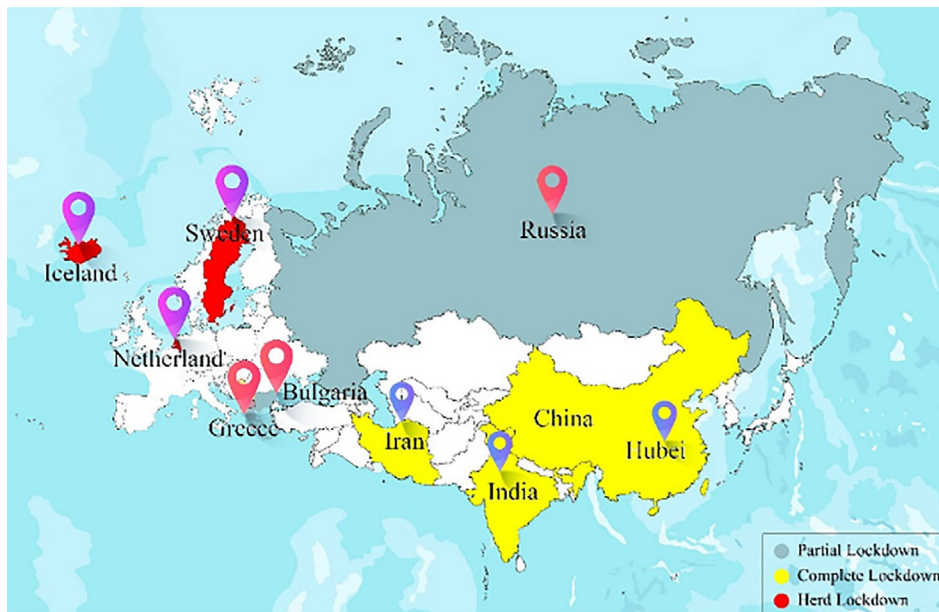 Sweden
Russia
Iceland
Netherland
Bulgaria
Greece
China
Iran
Hubei
India
Partial Lockdown
Complete Lockdown
Herd Lockdown